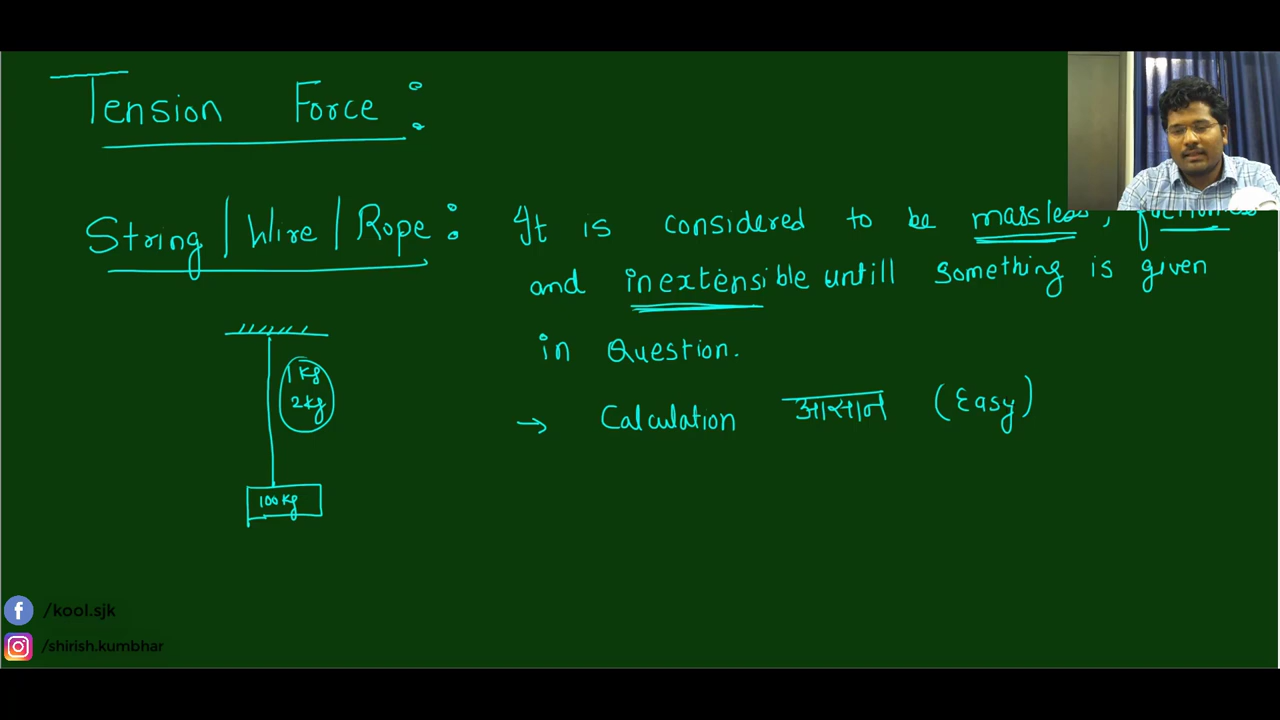 Tension Force :
String / Wire / Rope : It is considered to be massless,
and inextensible untill something is given
in Question.
→ Calculation आसान (Easy)
1 kg
2 kg
100 kg
/kool.sjk
/shirish.kumbhar